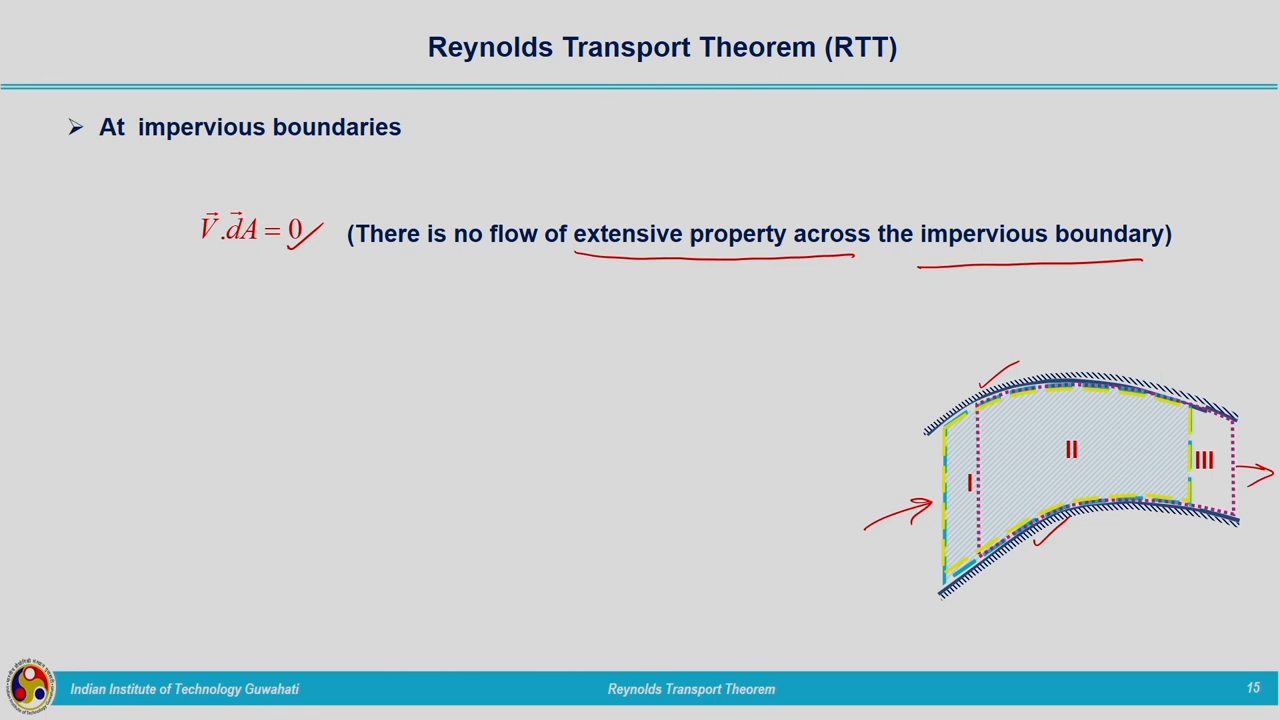 Reynolds Transport Theorem (RTT)
➢ At impervious boundaries
V⃗.d⃗A = 0 (There is no flow of extensive property across the impervious boundary)
I II III
Indian Institute of Technology Guwahati Reynolds Transport Theorem 15